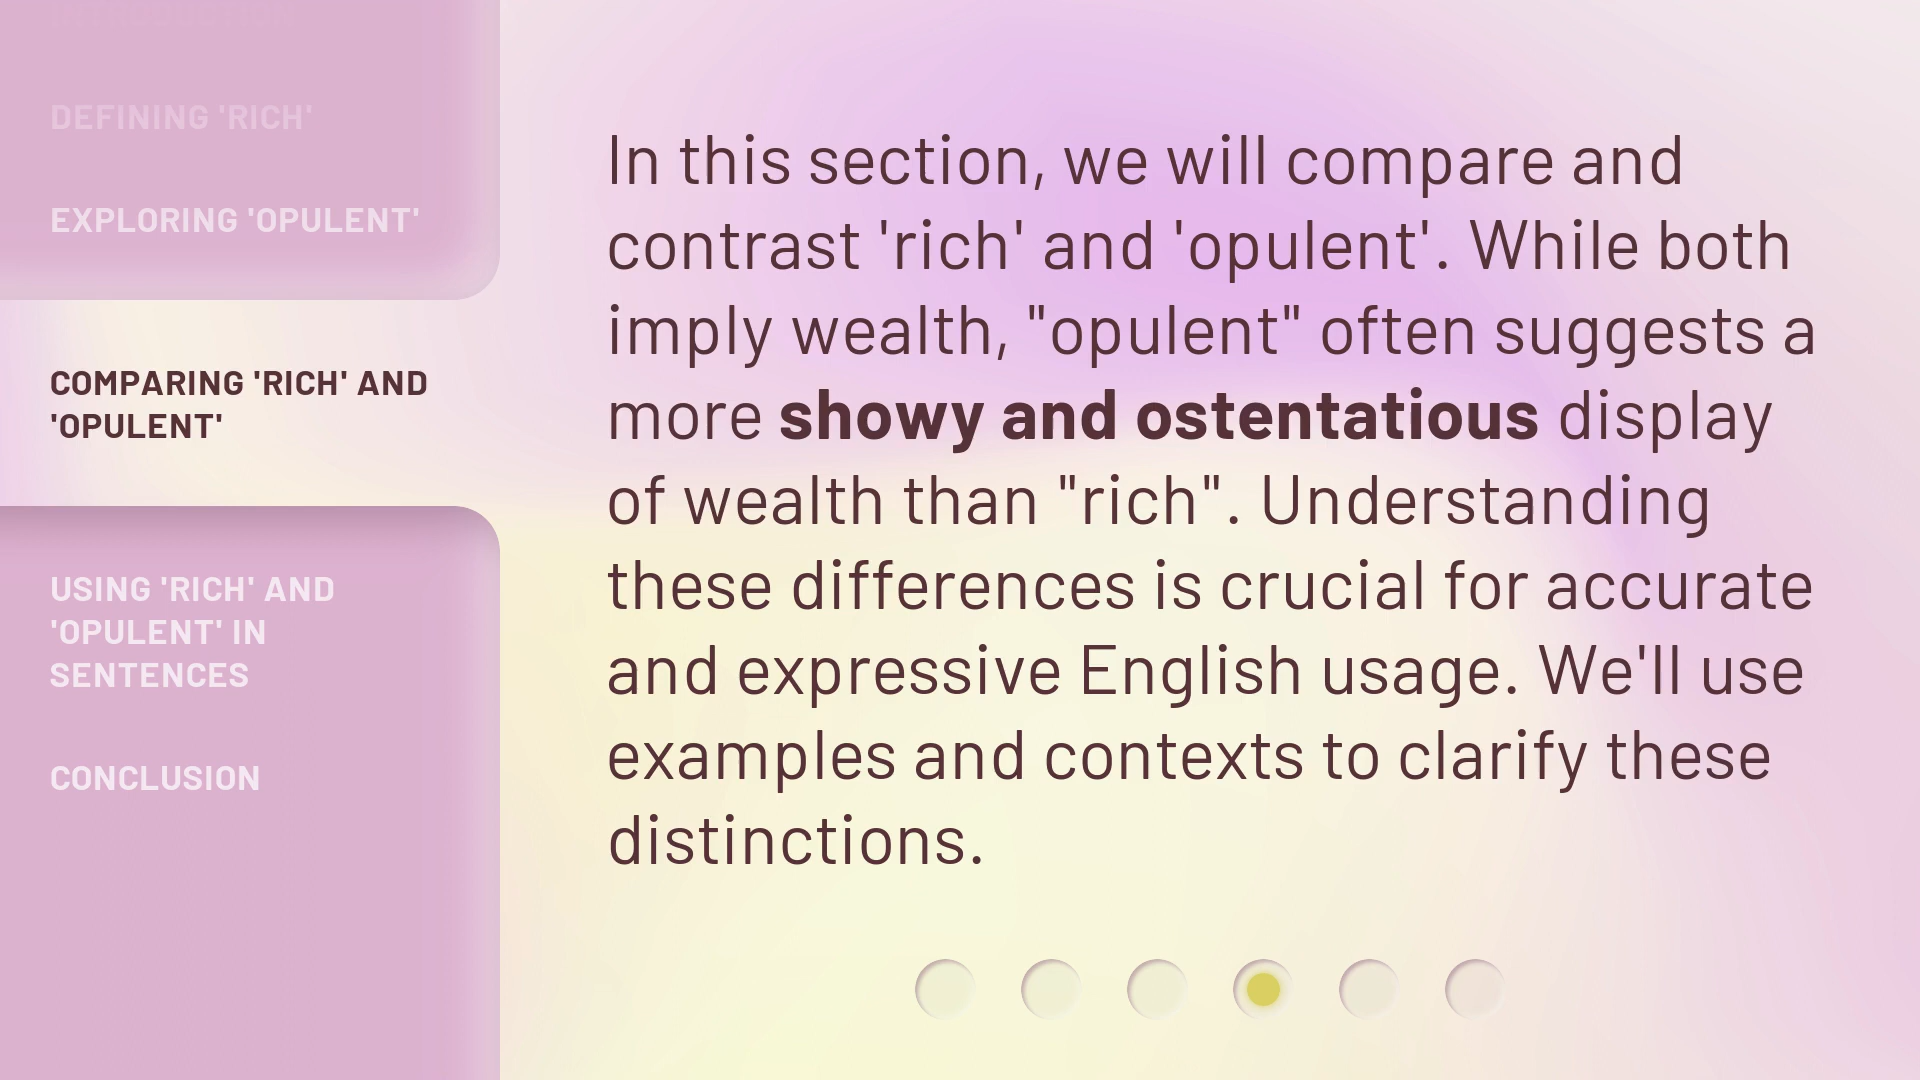 INTRODUCTION
DEFINING 'RICH'
EXPLORING 'OPULENT'
COMPARING 'RICH' AND
'OPULENT'
USING 'RICH' AND
'OPULENT' IN
SENTENCES
CONCLUSION
In this section, we will compare and
contrast 'rich' and 'opulent'. While both
imply wealth, "opulent" often suggests a
more showy and ostentatious display
of wealth than "rich". Understanding
these differences is crucial for accurate
and expressive English usage. We'll use
examples and contexts to clarify these
distinctions.